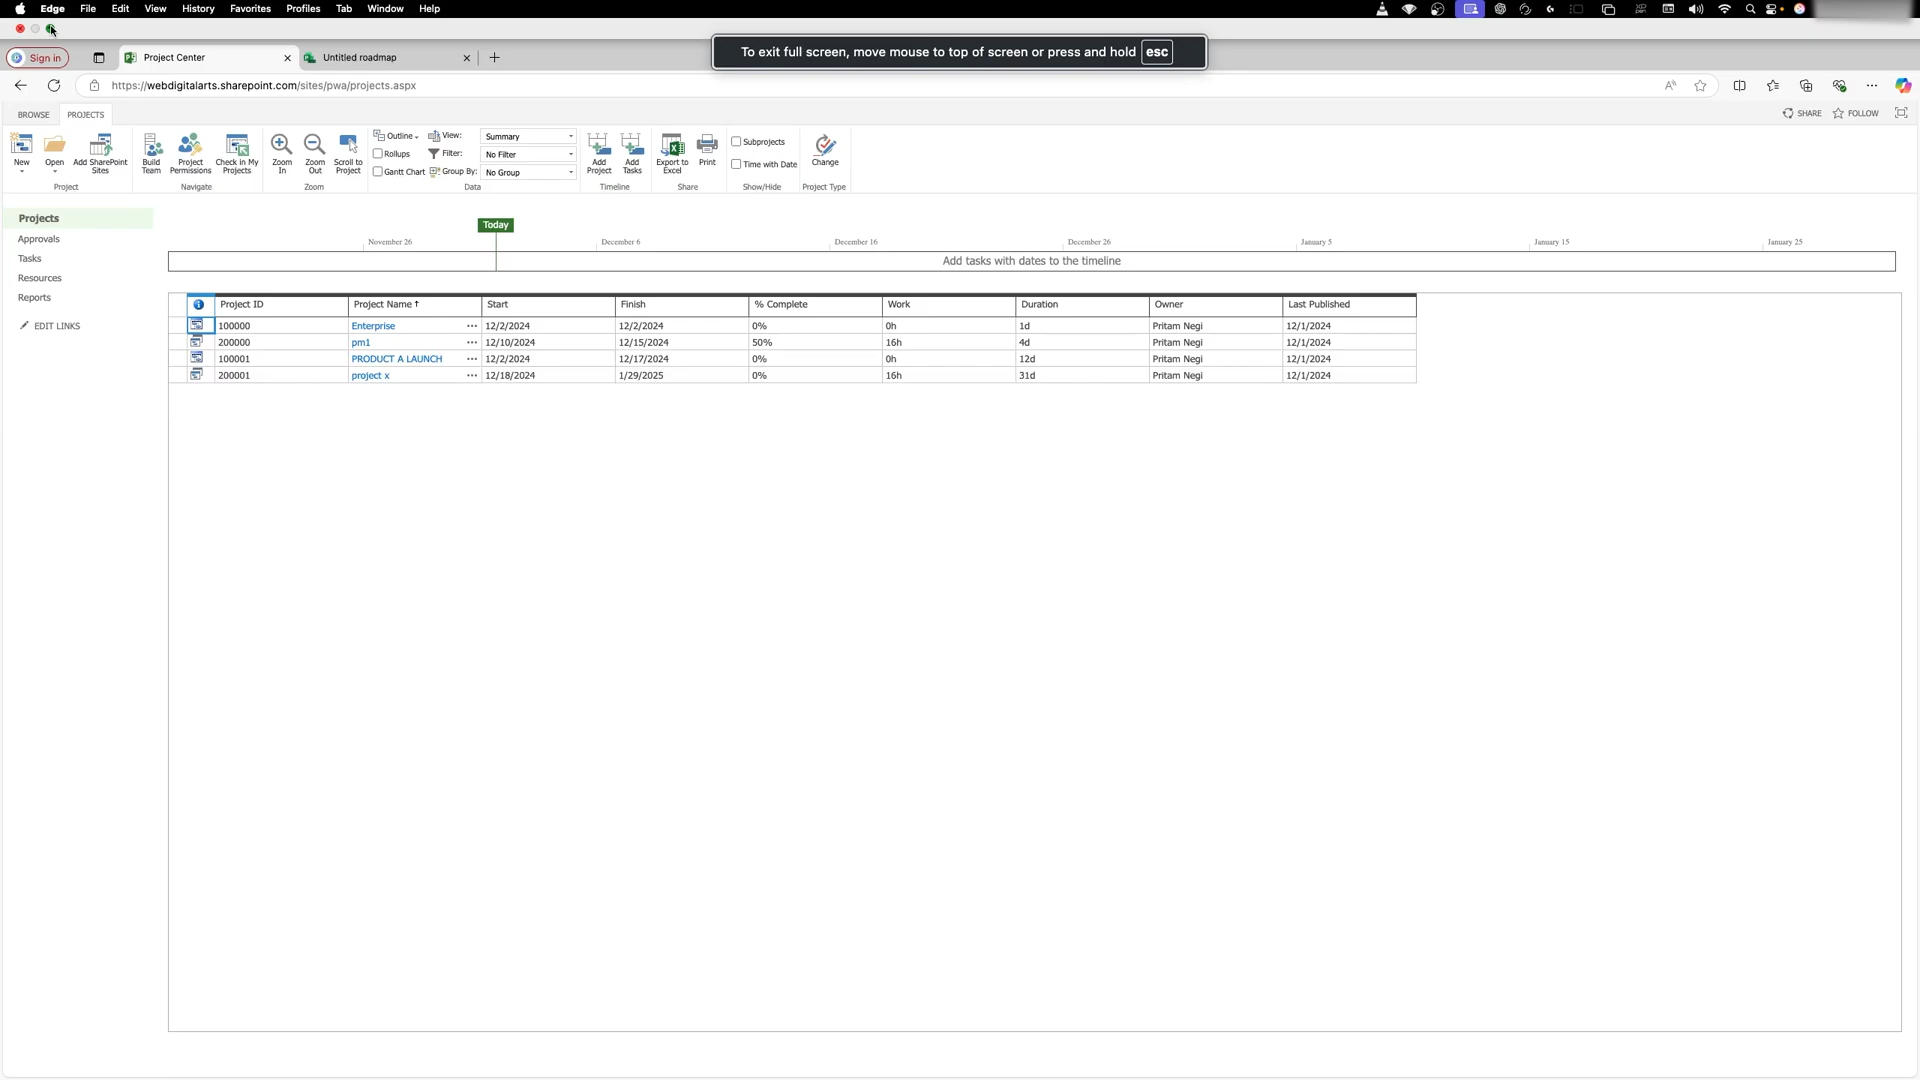 Edge File Edit View History Favorites Profiles Tab Window Help
To exit full screen, move mouse to top of screen or press and hold esc
Sign in Project Center Untitled roadmap
https://webdigitalarts.sharepoint.com/sites/pwa/projects.aspx
BROWSE PROJECTS SHARE FOLLOW
New Open Add SharePoint Sites
Project
Build Team Project Permissions Check in My Projects
Navigate
Zoom In Zoom Out Scroll to Project
Zoom
Outline View: Summary
Rollups Filter: No Filter
Gantt Chart Group By: No Group
Data
Add Project Add Tasks
Timeline
Export to Excel Print
Share
Subprojects
Time with Date
Show/Hide
Change
Project Type
Projects
Approvals
Tasks
Resources
Reports
EDIT LINKS
Today
November 26 December 6 December 16 December 26 January 5 January 15 January 25
Add tasks with dates to the timeline
Project ID Project Name ↑ Start Finish % Complete Work Duration Owner Last Published
100000 Enterprise ... 12/2/2024 12/2/2024 0% 0h 1d Pritam Negi 12/1/2024
200000 pm1 ... 12/10/2024 12/15/2024 50% 16h 4d Pritam Negi 12/1/2024
100001 PRODUCT A LAUNCH ... 12/2/2024 12/17/2024 0% 0h 12d Pritam Negi 12/1/2024
200001 project x ... 12/18/2024 1/29/2025 0% 16h 31d Pritam Negi 12/1/2024